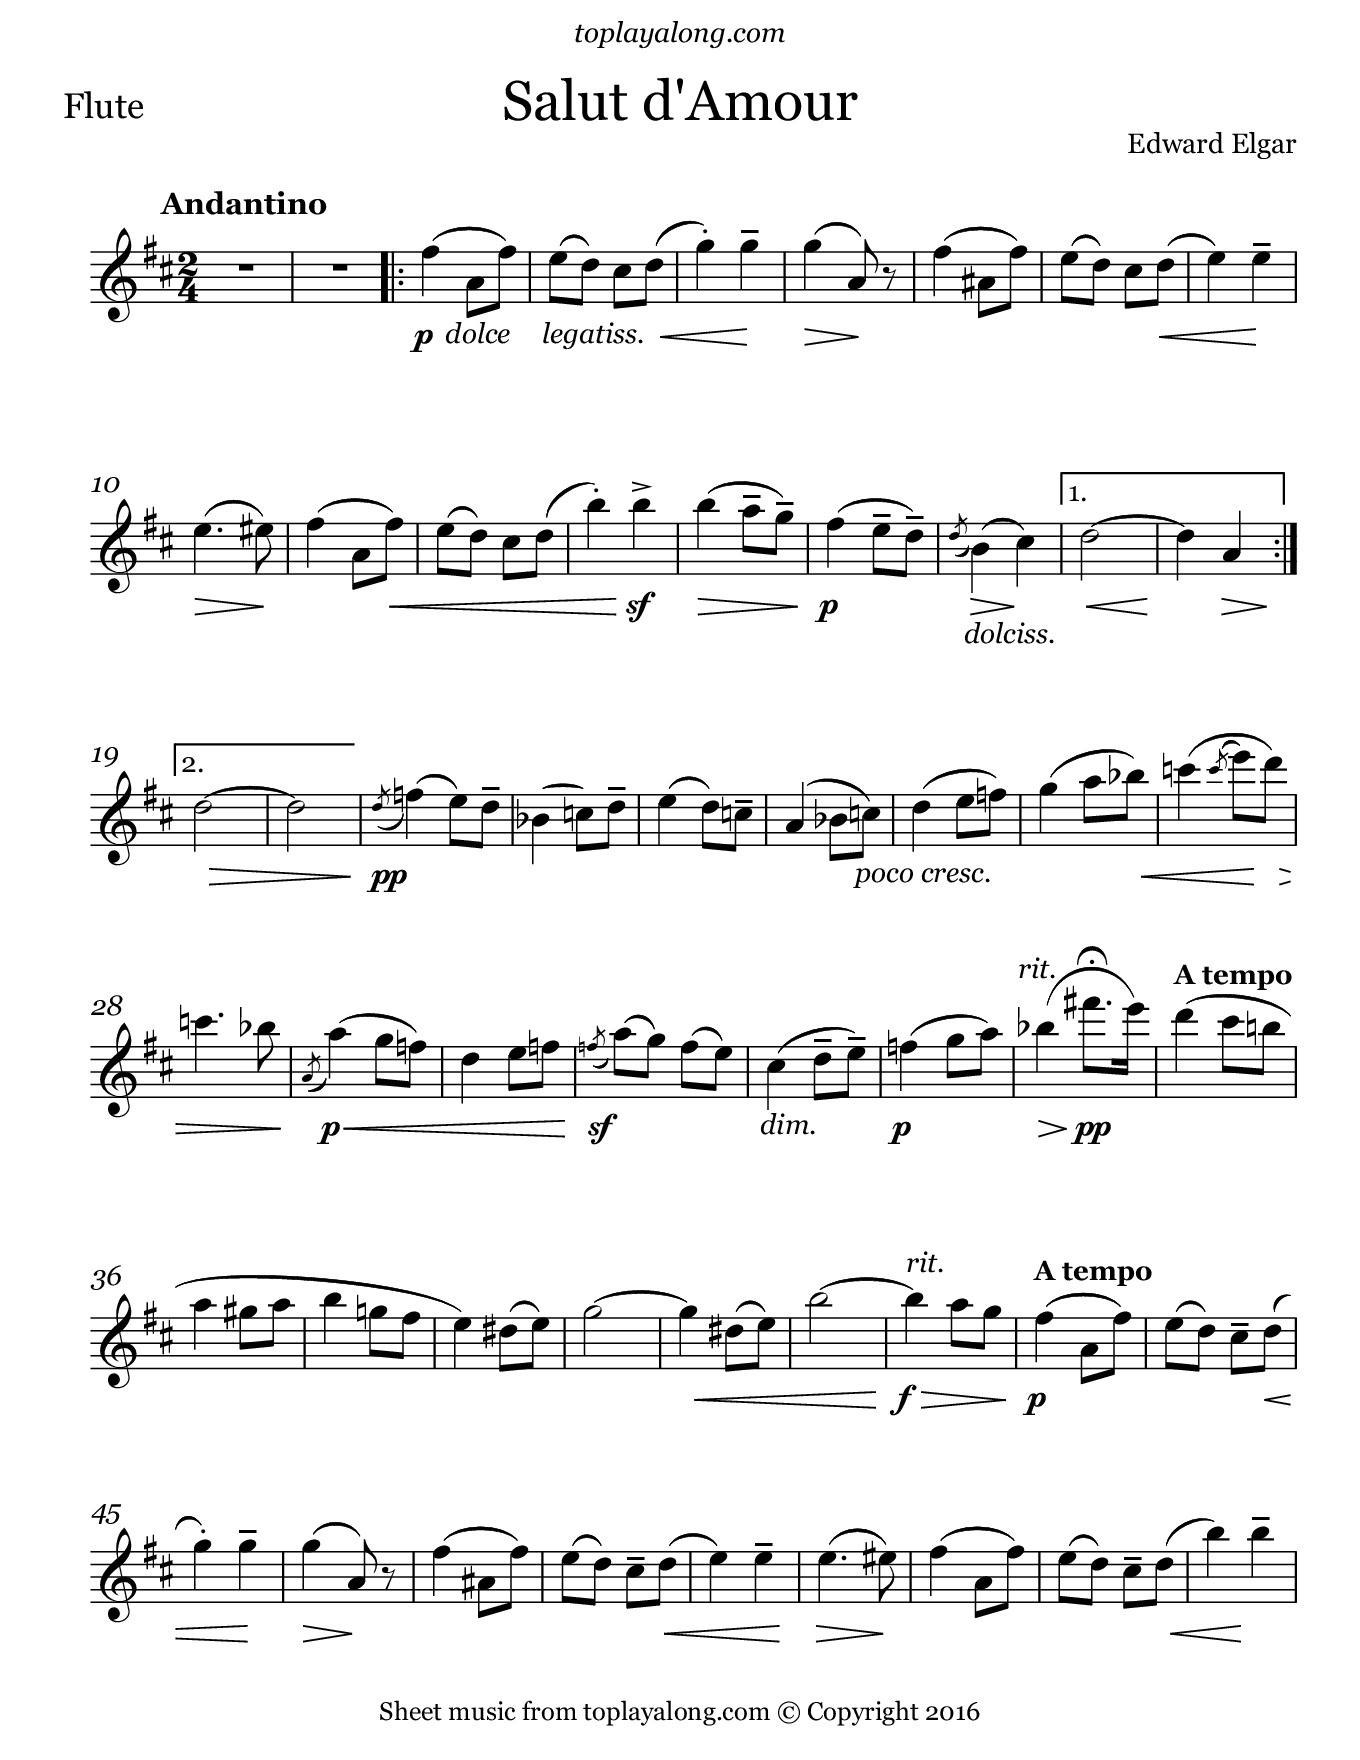 toplayalong.com
Flute
Salut d'Amour
Edward Elgar
Andantino
2
4
p dolce legatiss.
10
1.
sf p
dolciss.
19
2.
pp poco cresc.
rit. A tempo
28
p sf dim. p pp
rit. A tempo
36
f p
45
Sheet music from toplayalong.com © Copyright 2016